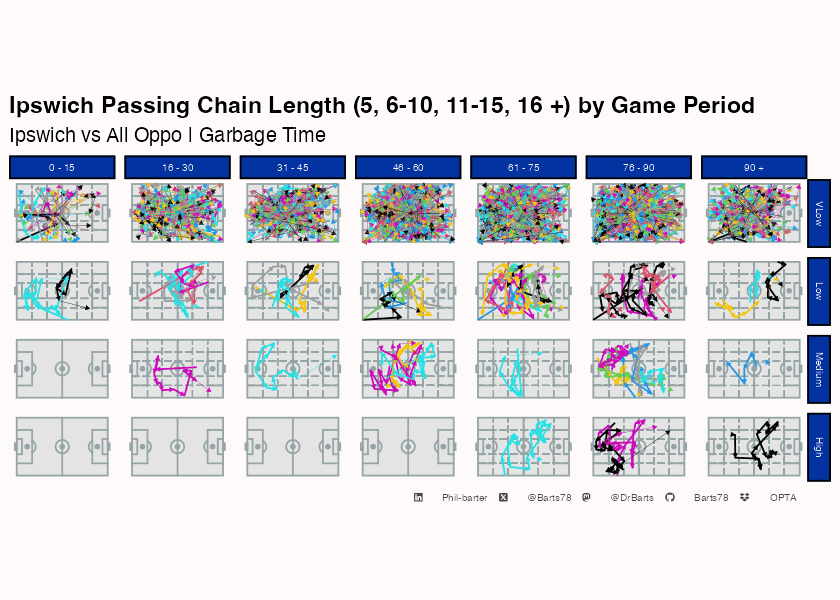 Ipswich Passing Chain Length (5, 6-10, 11-15, 16 +) by Game Period
Ipswich vs All Oppo | Garbage Time
0 - 15 16 - 30 31 - 45 46 - 60 61 - 75 76 - 90 90 +
VLow
Low
Medium
High
Phil-barter @Barts78 @DrBarts Barts78 OPTA